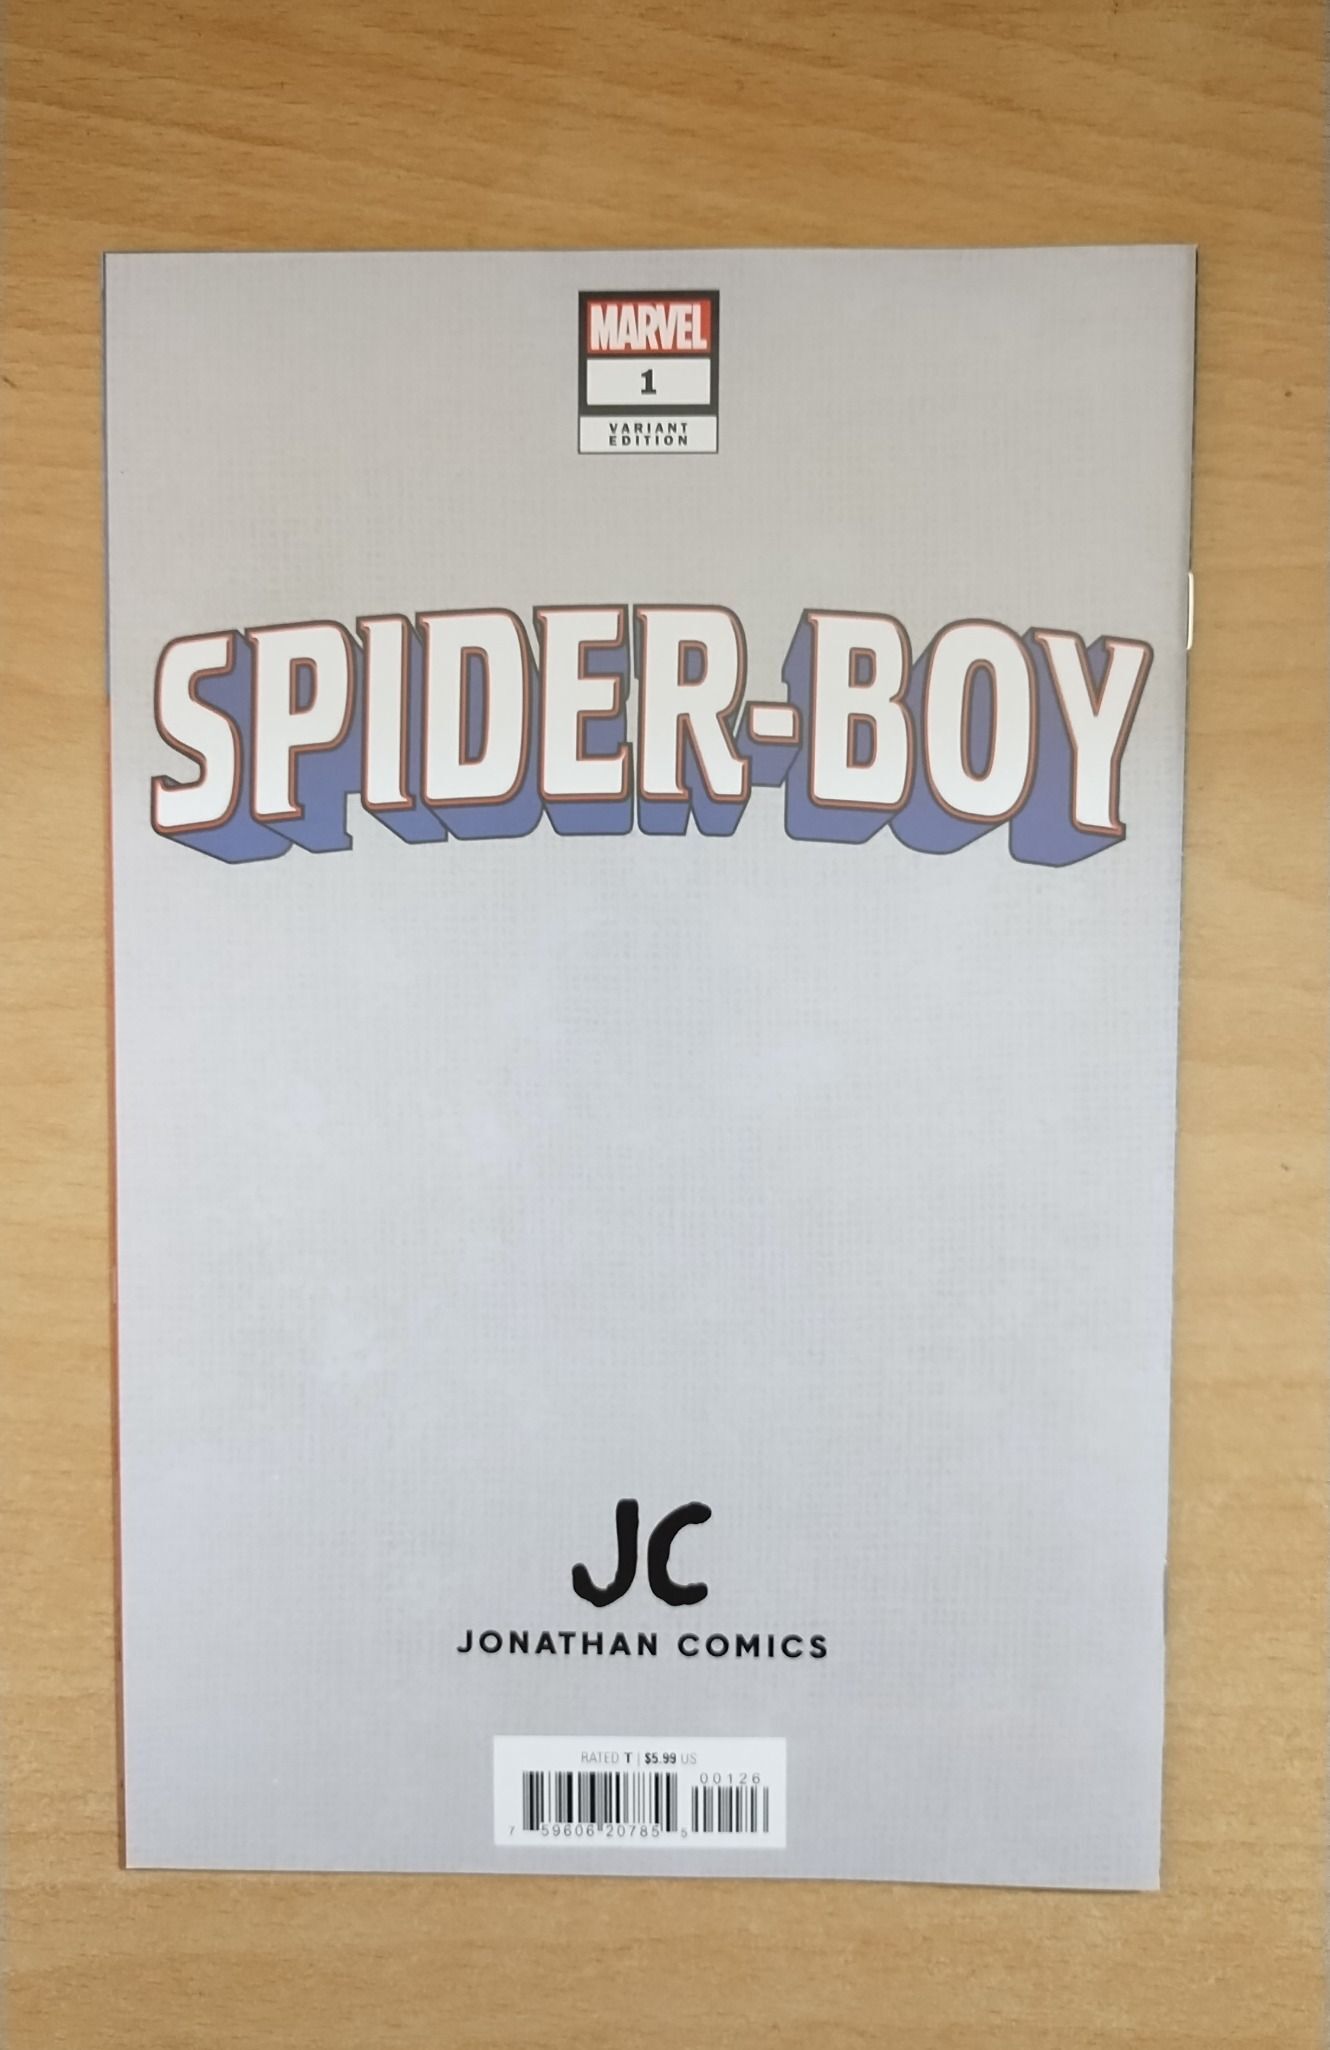 MARVEL
1
VARIANT
EDITION
SPIDER-BOY
JC
JONATHAN COMICS
RATED T | $5.99 US
00126
7 59606 20785 5